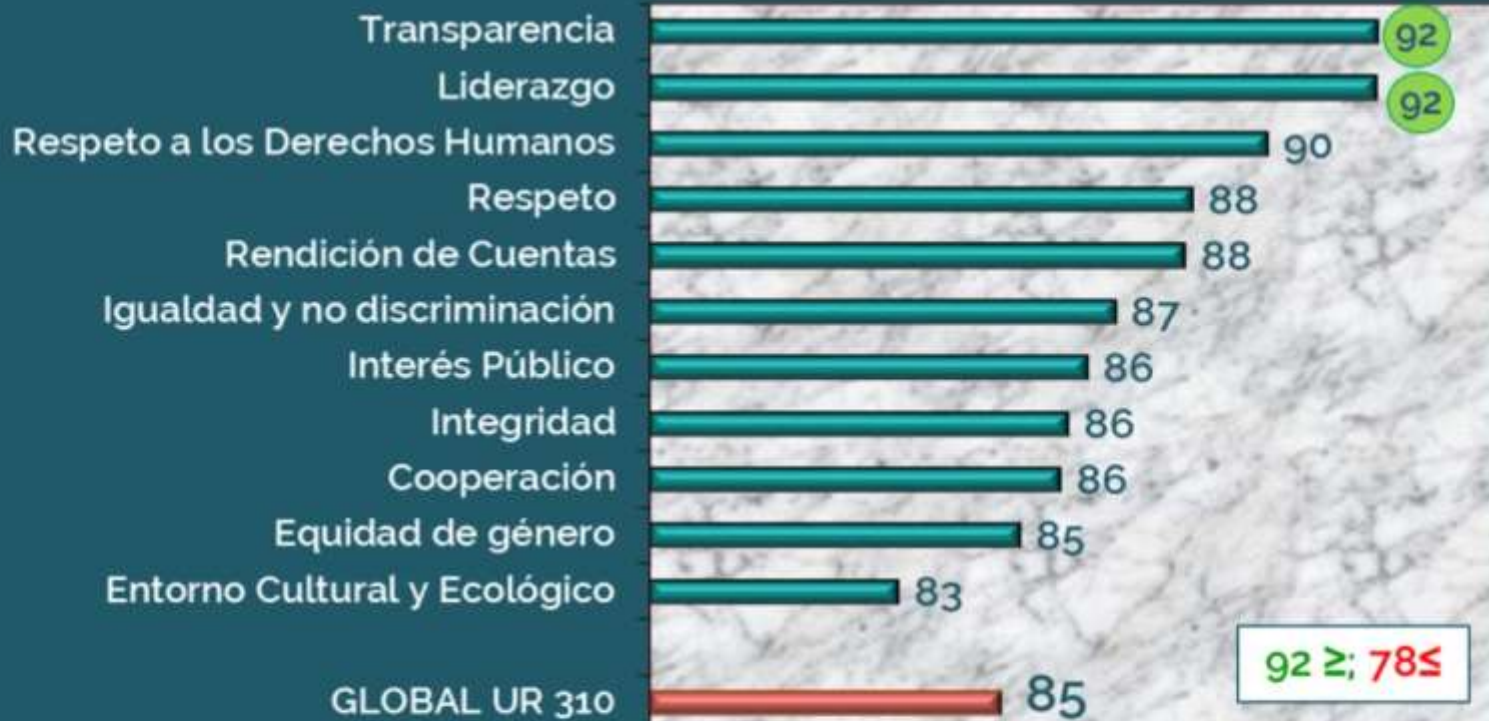 Transparencia 92
Liderazgo 92
Respeto a los Derechos Humanos 90
Respeto 88
Rendición de Cuentas 88
Igualdad y no discriminación 87
Interés Público 86
Integridad 86
Cooperación 86
Equidad de género 85
Entorno Cultural y Ecológico 83
92 ≥; 78≤
GLOBAL UR 310 85